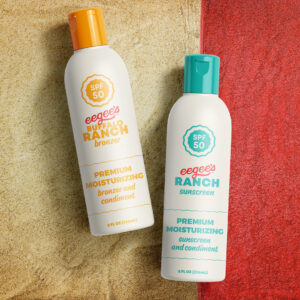 SPF
50
eegee's
BUFFALO
RANCH
bronzer
PREMIUM
MOISTURIZING
bronzer and
condiment
SPF
50
eegee's
RANCH
sunscreen
PREMIUM
MOISTURIZING
sunscreen
and condiment